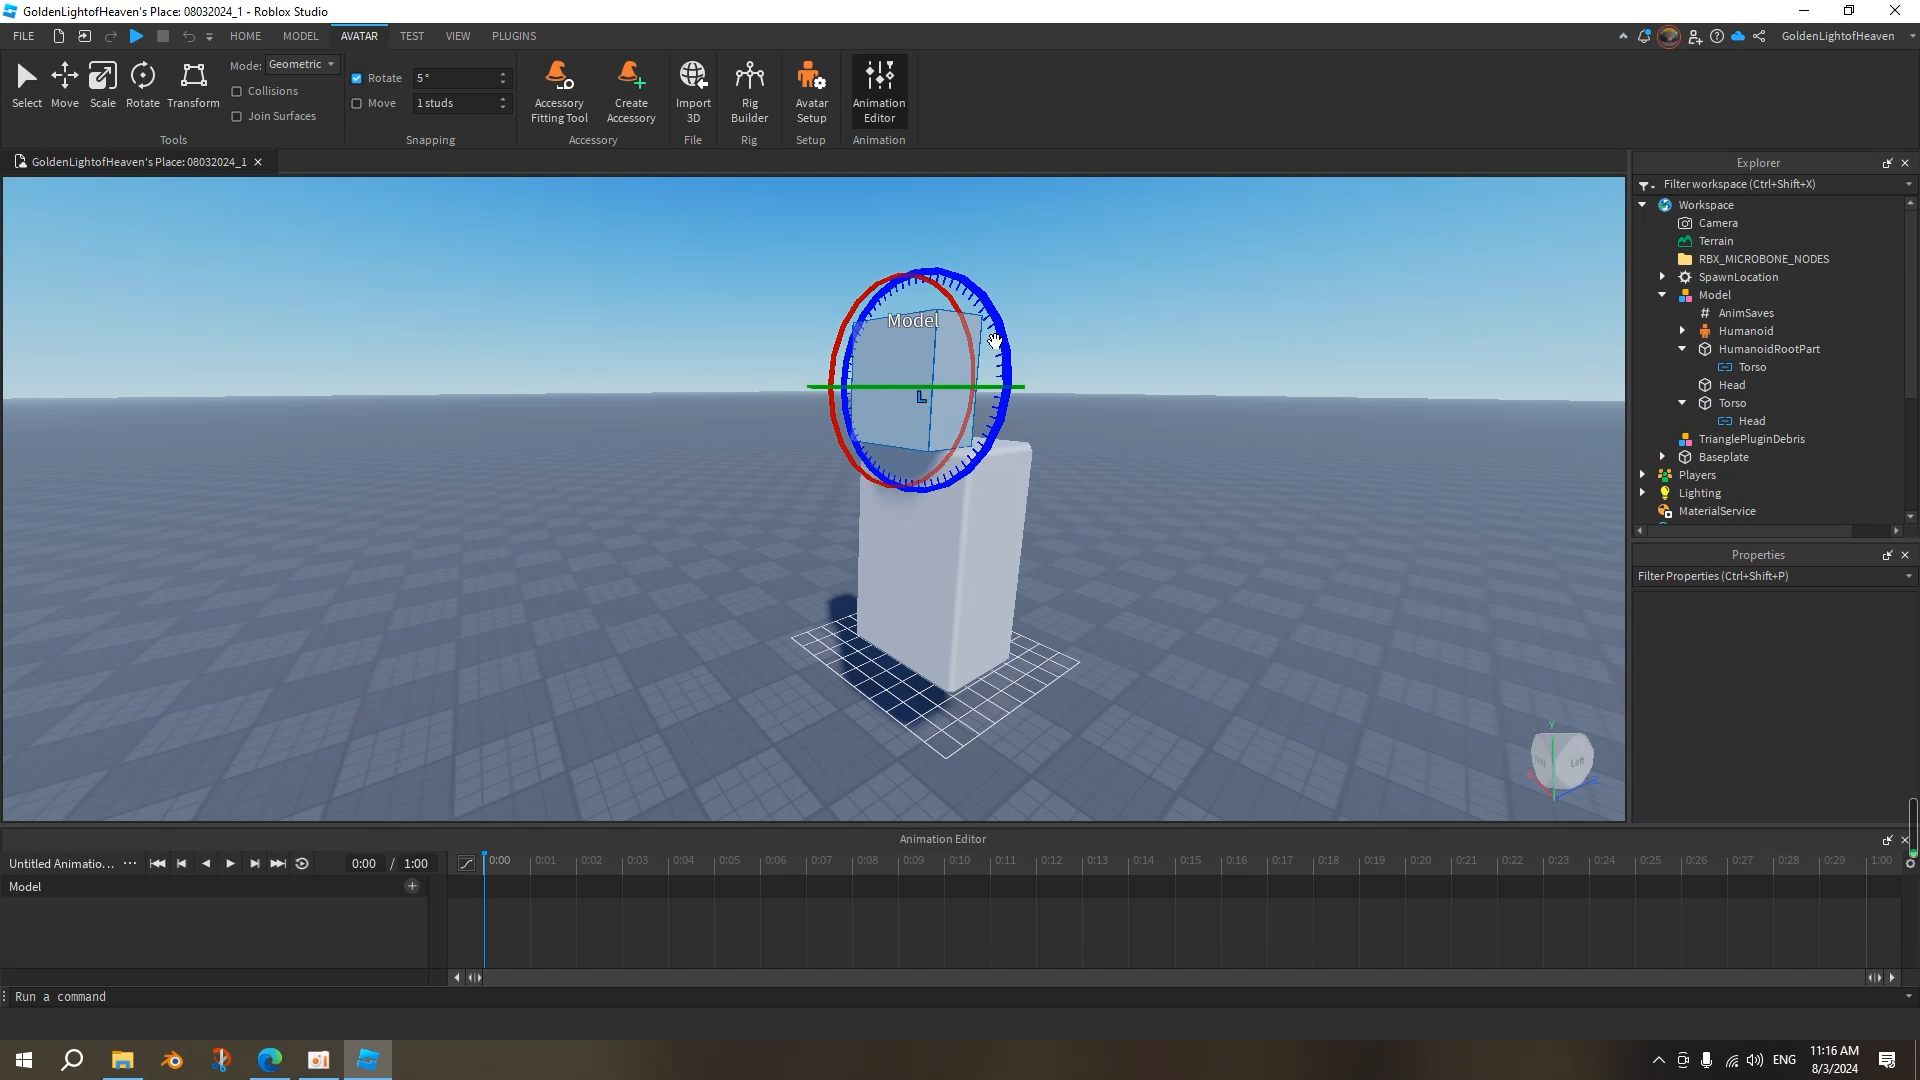 GoldenLightofHeaven's Place: 08032024_1 - Roblox Studio
FILE HOME MODEL AVATAR TEST VIEW PLUGINS GoldenLightofHeaven
Select Move Scale Rotate Transform
Mode: Geometric
Collisions
Join Surfaces
Tools
Rotate 5°
Move 1 studs
Snapping
Accessory Fitting Tool
Create Accessory
Accessory
Import 3D
File
Rig Builder
Rig
Avatar Setup
Setup
Animation Editor
Animation
GoldenLightofHeaven's Place: 08032024_1
Model
L
Y
Left
Explorer
Filter workspace (Ctrl+Shift+X)
Workspace
Camera
Terrain
RBX_MICROBONE_NODES
SpawnLocation
Model
AnimSaves
Humanoid
HumanoidRootPart
Torso
Head
Torso
Head
TrianglePluginDebris
Baseplate
Players
Lighting
MaterialService
Properties
Filter Properties (Ctrl+Shift+P)
Animation Editor
Untitled Animatio... 0:00 / 1:00
0:00 0:01 0:02 0:03 0:04 0:05 0:06 0:07 0:08 0:09 0:10 0:11 0:12 0:13 0:14 0:15 0:16 0:17 0:18 0:19 0:20 0:21 0:22 0:23 0:24 0:25 0:26 0:27 0:28 0:29 1:00
Model
Run a command
ENG
11:16 AM
8/3/2024